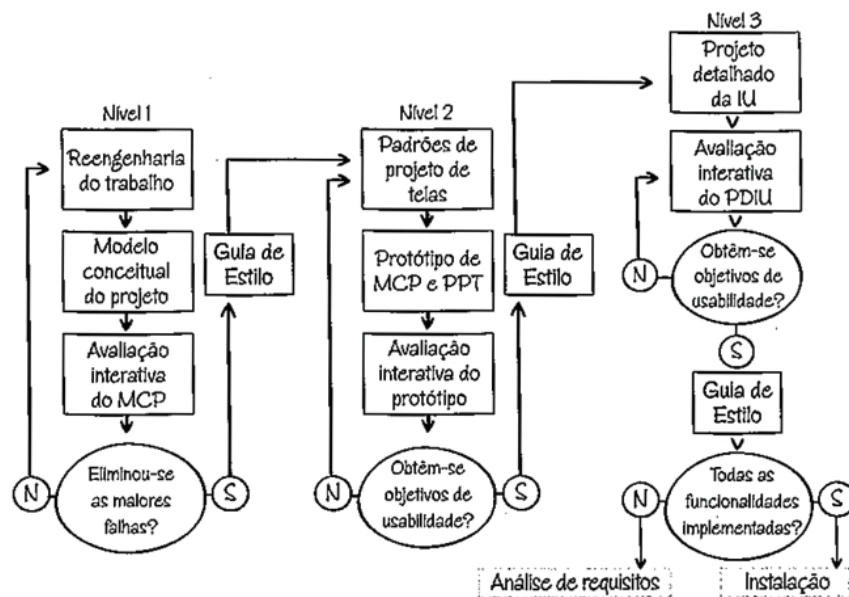 Nível 1
Reengenharia
do trabalho
Modelo
conceitual
do projeto
Avaliação
interativa
do MCP
Eliminou-se
as maiores
falhas?
N
S
Guia de
Estilo
Nível 2
Padrões de
projeto de
telas
Protótipo de
MCP e PPT
Avaliação
interativa do
protótipo
Obtêm-se
objetivos de
usabilidade?
N
S
Guia de
Estilo
Nível 3
Projeto
detalhado
da IU
Avaliação
interativa
do PDIU
Obtêm-se
objetivos de
usabilidade?
N
S
Guia de
Estilo
Todas as
funcionalidades
implementadas?
N
S
Análise de requisitos
Instalação